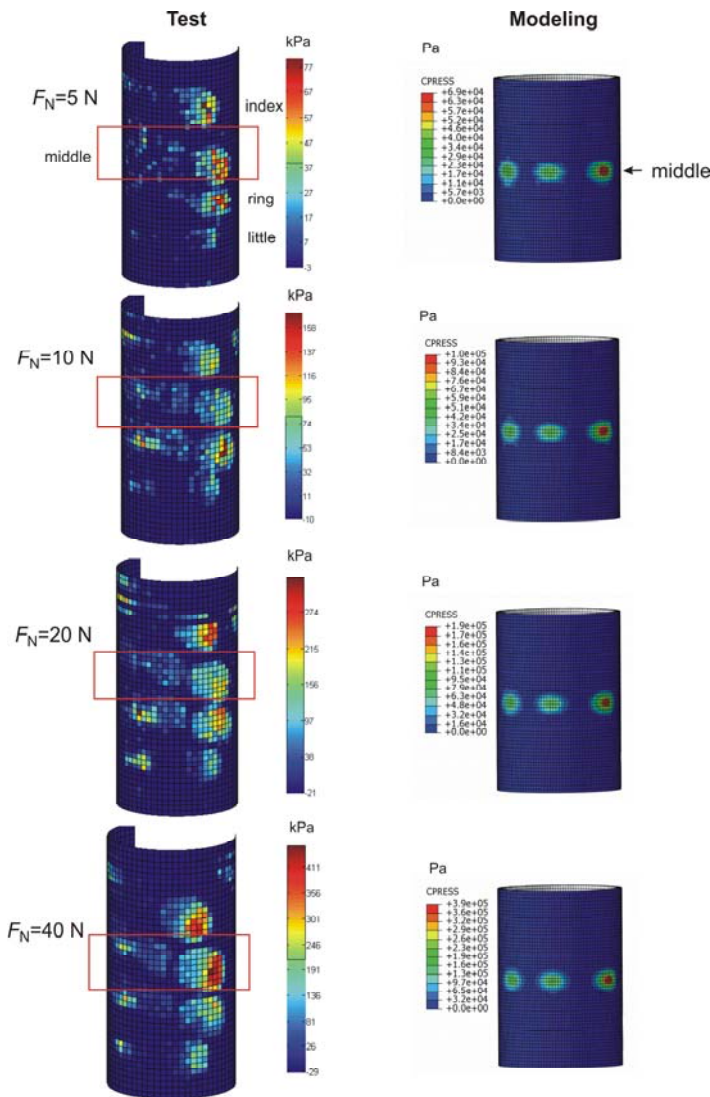 Test
Modeling
kPa
F_N=5 N
77
67
57
47
37
27
17
7
-3
index
middle
ring
little
Pa
CPRESS
+6.9e+04
+6.3e+04
+5.7e+04
+5.2e+04
+4.6e+04
+4.0e+04
+3.4e+04
+2.9e+04
+2.3e+04
+1.7e+04
+1.1e+04
+5.7e+03
+0.0e+00
middle
kPa
F_N=10 N
158
137
116
95
74
52
31
11
-10
Pa
CPRESS
+1.0e+05
+9.3e+04
+8.4e+04
+7.6e+04
+6.7e+04
+5.9e+04
+5.1e+04
+4.2e+04
+3.4e+04
+2.5e+04
+1.7e+04
+8.4e+03
+0.0e+00
kPa
F_N=20 N
274
215
156
97
38
-21
Pa
CPRESS
+1.9e+05
+1.7e+05
+1.6e+05
+1.4e+05
+1.3e+05
+1.1e+05
+9.5e+04
+7.9e+04
+6.3e+04
+4.8e+04
+3.2e+04
+1.6e+04
+0.0e+00
kPa
F_N=40 N
411
356
301
246
191
136
81
26
-29
Pa
CPRESS
+3.9e+05
+3.6e+05
+3.2e+05
+2.9e+05
+2.6e+05
+2.3e+05
+1.9e+05
+1.6e+05
+1.3e+05
+9.7e+04
+6.5e+04
+3.2e+04
+0.0e+00